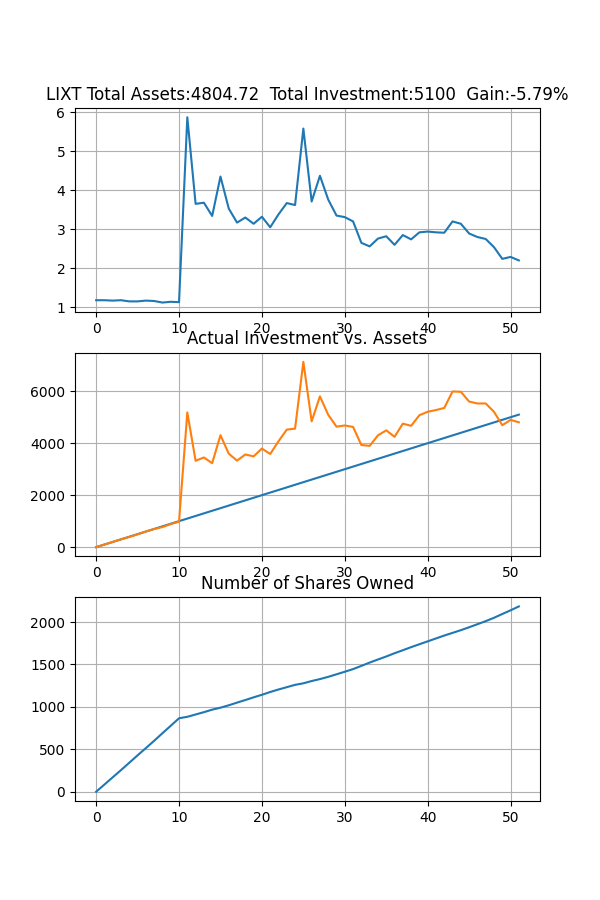 LIXT Total Assets:4804.72  Total Investment:5100  Gain:-5.79%
6
5
4
3
2
1
0 10 20 30 40 50
Actual Investment vs. Assets
6000
4000
2000
0
0 10 20 30 40 50
Number of Shares Owned
2000
1500
1000
500
0
0 10 20 30 40 50